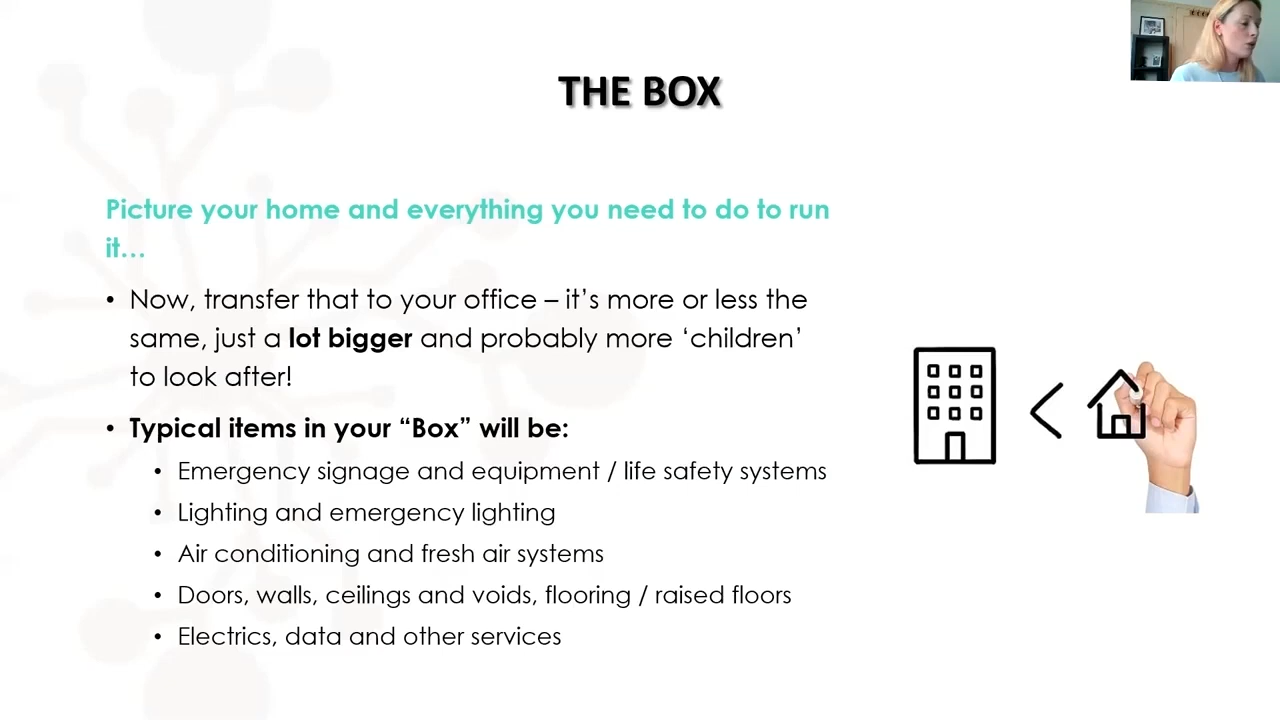 THE BOX
Picture your home and everything you need to do to run
it…
• Now, transfer that to your office – it’s more or less the
same, just a lot bigger and probably more ‘children’
to look after!
• Typical items in your “Box” will be:
• Emergency signage and equipment / life safety systems
• Lighting and emergency lighting
• Air conditioning and fresh air systems
• Doors, walls, ceilings and voids, flooring / raised floors
• Electrics, data and other services
<